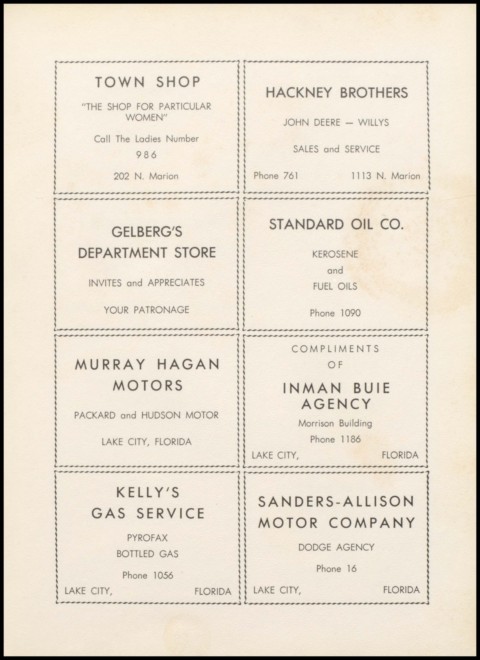 TOWN SHOP
"THE SHOP FOR PARTICULAR
WOMEN"
Call The Ladies Number
986
202 N. Marion
HACKNEY BROTHERS
JOHN DEERE — WILLYS
SALES and SERVICE
Phone 761 1113 N. Marion
GELBERG'S
DEPARTMENT STORE
INVITES and APPRECIATES
YOUR PATRONAGE
STANDARD OIL CO.
KEROSENE
and
FUEL OILS
Phone 1090
MURRAY HAGAN
MOTORS
PACKARD and HUDSON MOTOR
LAKE CITY, FLORIDA
COMPLIMENTS
OF
INMAN BUIE
AGENCY
Morrison Building
Phone 1186
LAKE CITY, FLORIDA
KELLY'S
GAS SERVICE
PYROFAX
BOTTLED GAS
Phone 1056
LAKE CITY, FLORIDA
SANDERS-ALLISON
MOTOR COMPANY
DODGE AGENCY
Phone 16
LAKE CITY, FLORIDA